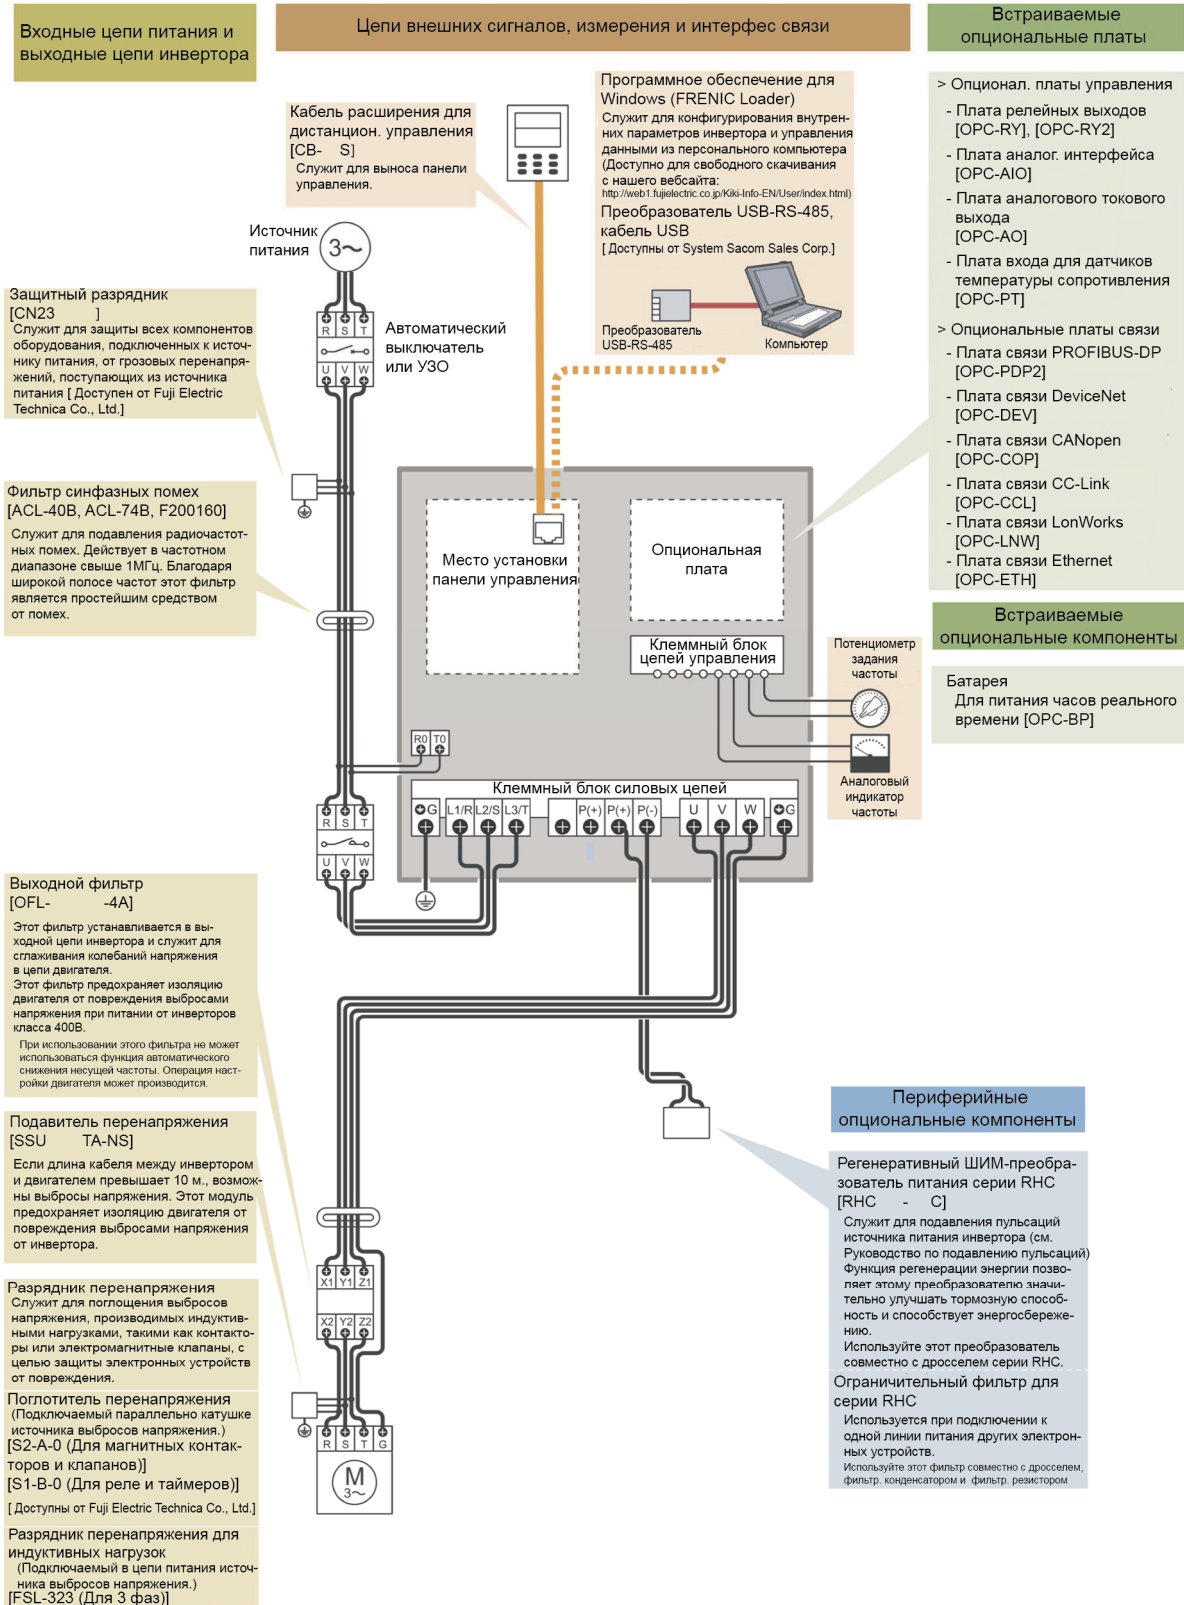 Входные цепи питания и
выходные цепи инвертора
Цепи внешних сигналов, измерения и интерфес связи
Встраиваемые
опциональные платы
Кабель расширения для
дистанцион. управления
[CB- S]
Служит для выноса панели
управления.
Программное обеспечение для
Windows (FRENIC Loader)
Служит для конфигурирования внутрен-
них параметров инвертора и управления
данными из персонального компьютера
(Доступно для свободного скачивания
с нашего вебсайта:
http://web1.fujielectric.co.jp/Kiki-Info-EN/User/index.html)
Преобразователь USB-RS-485,
кабель USB
[ Доступны от System Sacom Sales Corp.]
Преобразователь
USB-RS-485
Компьютер
> Опционал. платы управления
- Плата релейных выходов
[OPC-RY], [OPC-RY2]
- Плата аналог. интерфейса
[OPC-AIO]
- Плата аналогового токового
выхода
[OPC-AO]
- Плата входа для датчиков
температуры сопротивления
[OPC-PT]
> Опциональные платы связи
- Плата связи PROFIBUS-DP
[OPC-PDP2]
- Плата связи DeviceNet
[OPC-DEV]
- Плата связи CANopen
[OPC-COP]
- Плата связи CC-Link
[OPC-CCL]
- Плата связи LonWorks
[OPC-LNW]
- Плата связи Ethernet
[OPC-ETH]
Встраиваемые
опциональные компоненты
Батарея
Для питания часов реального
времени [OPC-BP]
Источник
питания
3~
R S T
U V W
Автоматический
выключатель
или УЗО
Защитный разрядник
[CN23 ]
Служит для защиты всех компонентов
оборудования, подключенных к источ-
нику питания, от грозовых перенапря-
жений, поступающих из источника
питания [ Доступен от Fuji Electric
Technica Co., Ltd.]
Фильтр синфазных помех
[ACL-40B, ACL-74B, F200160]
Служит для подавления радиочастот-
ных помех. Действует в частотном
диапазоне свыше 1МГц. Благодаря
широкой полосе частот этот фильтр
является простейшим средством
от помех.
Место установки
панели управления
Опциональная
плата
Клеммный блок
цепей управления
Потенциометр
задания
частоты
Аналоговый
индикатор
частоты
R0 T0
Клеммный блок силовых цепей
G L1/R L2/S L3/T P(+) P(+) P(-) U V W G
R S T
U V W
Выходной фильтр
[OFL- -4A]
Этот фильтр устанавливается в вы-
ходной цепи инвертора и служит для
сглаживания колебаний напряжения
в цепи двигателя.
Этот фильтр предохраняет изоляцию
двигателя от повреждения выбросами
напряжения при питании от инверторов
класса 400В.
При использовании этого фильтра не может
использоваться функция автоматического
снижения несущей частоты. Операция наст-
ройки двигателя может производится.
Подавитель перенапряжения
[SSU TA-NS]
Если длина кабеля между инвертором
и двигателем превышает 10 м., возмож-
ны выбросы напряжения. Этот модуль
предохраняет изоляцию двигателя от
повреждения выбросами напряжения
от инвертора.
Разрядник перенапряжения
Служит для поглощения выбросов
напряжения, производимых индуктив-
ными нагрузками, такими как контакто-
ры или электромагнитные клапаны, с
целью защиты электронных устройств
от повреждения.
Поглотитель перенапряжения
(Подключаемый параллельно катушке
источника выбросов напряжения.)
[S2-A-0 (Для магнитных контак-
торов и клапанов)]
[S1-B-0 (Для реле и таймеров)]
[ Доступны от Fuji Electric Technica Co., Ltd.]
Разрядник перенапряжения для
индуктивных нагрузок
(Подключаемый в цепи питания источ-
ника выбросов напряжения.)
[FSL-323 (Для 3 фаз)]
X1 Y1 Z1
X2 Y2 Z2
R S T G
M
3~
Периферийные
опциональные компоненты
Регенеративный ШИМ-преобра-
зователь питания серии RHC
[RHC - C]
Служит для подавления пульсаций
источника питания инвертора (см.
Руководство по подавлению пульсаций)
Функция регенерации энергии позво-
ляет этому преобразователю значи-
тельно улучшать тормозную способ-
ность и способствует энергосбереже-
нию.
Используйте этот преобразователь
совместно с дросселем серии RHC.
Ограничительный фильтр для
серии RHC
Используется при подключении к
одной линии питания других электрон-
ных устройств.
Используйте этот фильтр совместно с дросселем,
фильтр. конденсатором и фильтр. резистором